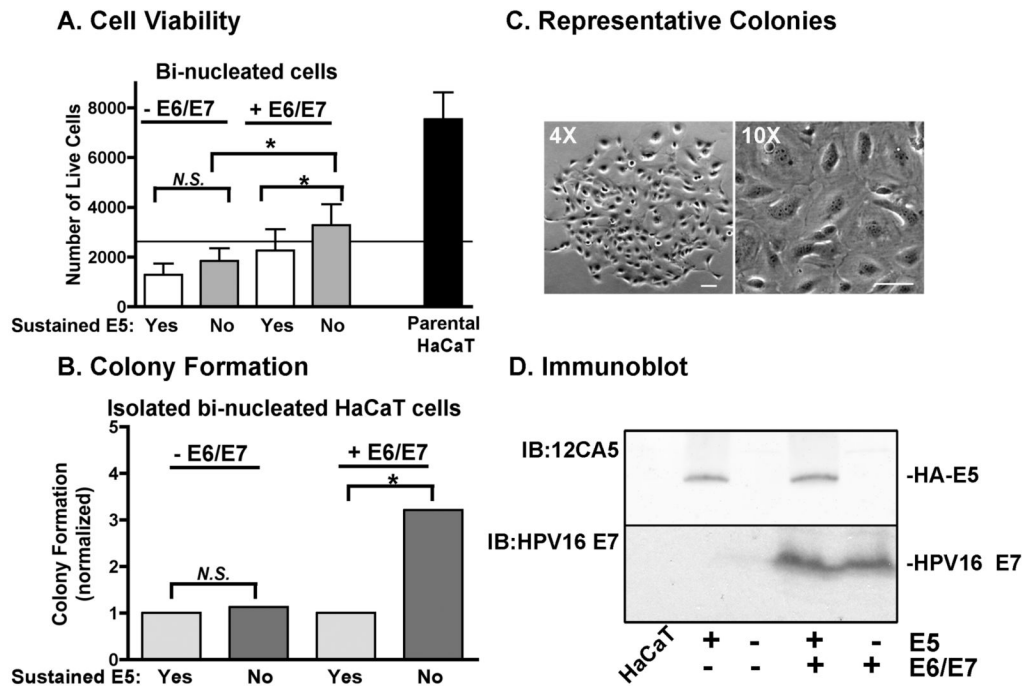 A. Cell Viability
Bi-nucleated cells
- E6/E7
+ E6/E7
*
N.S.
*
Number of Live Cells
8000
6000
4000
2000
0
Sustained E5: Yes No Yes No
Parental
HaCaT
B. Colony Formation
Isolated bi-nucleated HaCaT cells
- E6/E7
+ E6/E7
*
N.S.
Colony Formation
(normalized)
5
4
3
2
1
0
Sustained E5: Yes No Yes No
C. Representative Colonies
4X
10X
D. Immunoblot
IB:12CA5
-HA-E5
IB:HPV16 E7
-HPV16 E7
HaCaT
+ - + - E5
- - + + E6/E7